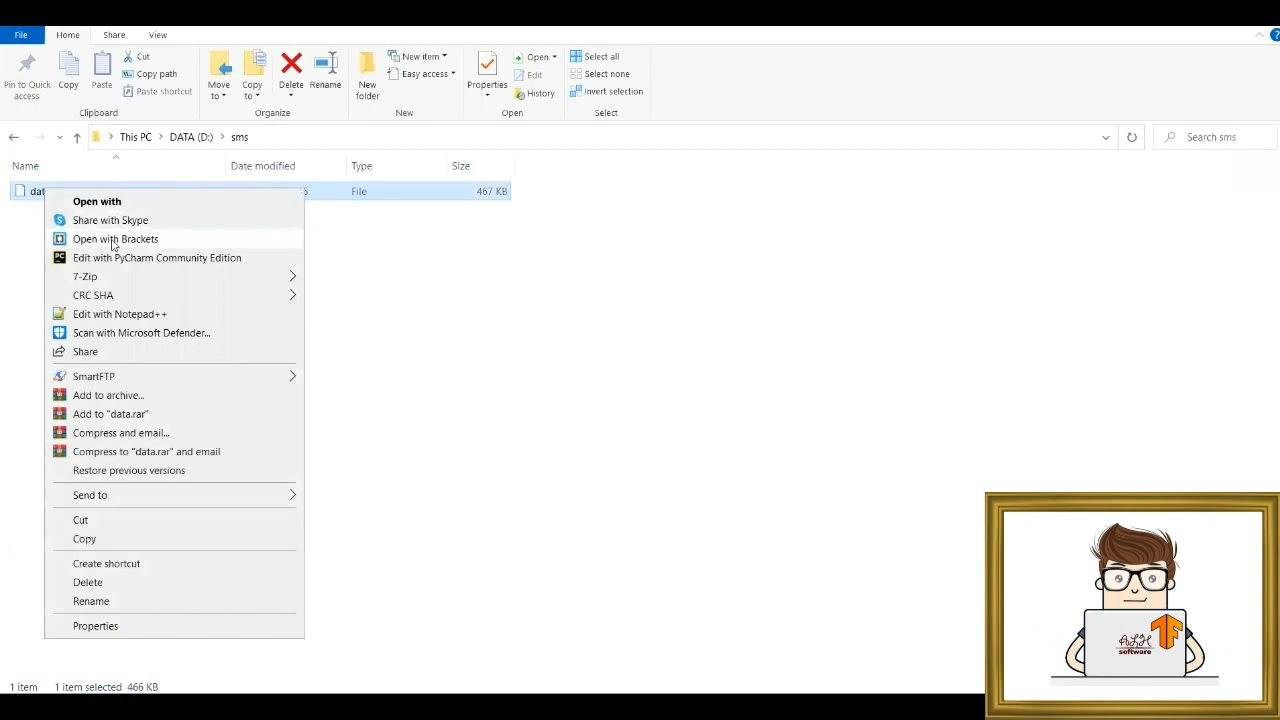 File Home Share View
Pin to Quick access
Copy
Paste
Cut
Copy path
Paste shortcut
Clipboard
Move to
Copy to
Delete
Rename
Organize
New folder
New item
Easy access
New
Properties
Open
Edit
History
Open
Select all
Select none
Invert selection
Select
This PC > DATA (D:) > sms
Search sms
Name Date modified Type Size
File 467 KB
Open with
Share with Skype
Open with Brackets
Edit with PyCharm Community Edition
7-Zip
CRC SHA
Edit with Notepad++
Scan with Microsoft Defender...
Share
SmartFTP
Add to archive...
Add to "data.rar"
Compress and email...
Compress to "data.rar" and email
Restore previous versions
Send to
Cut
Copy
Create shortcut
Delete
Rename
Properties
1 item 1 item selected 466 KB
software